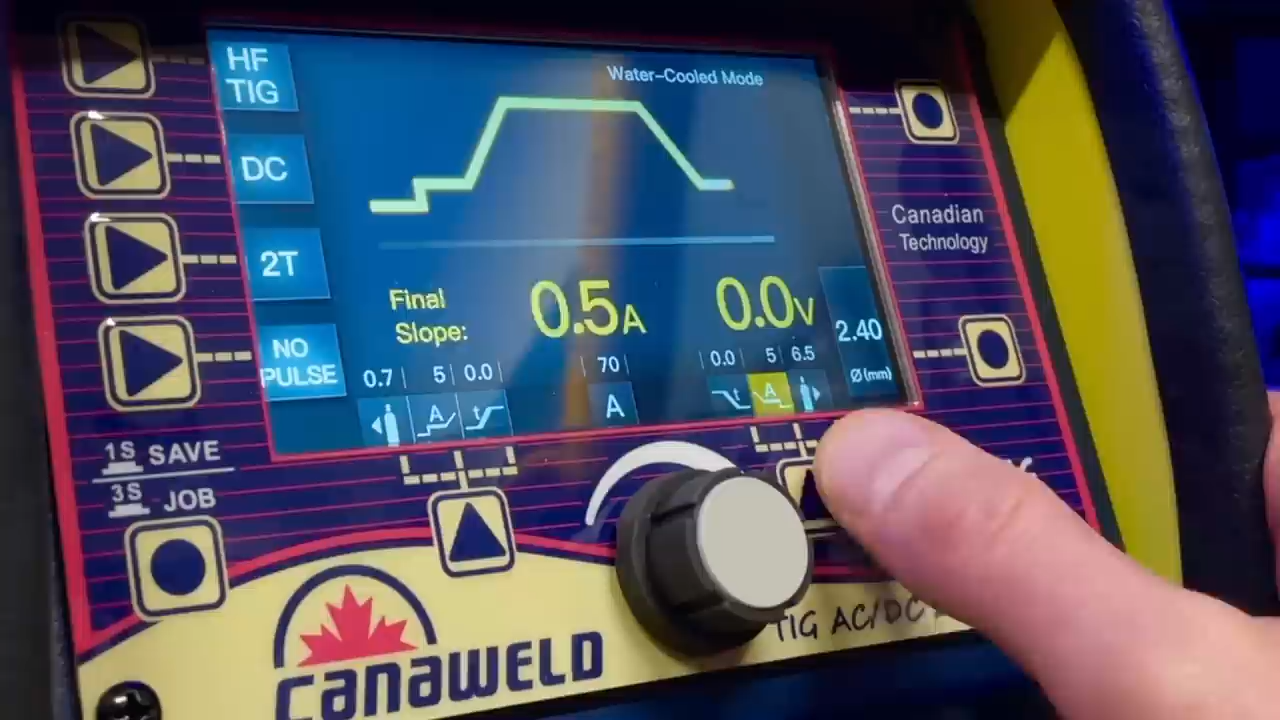 HF
TIG
Water-Cooled Mode
DC
2T
NO
PULSE
Canadian
Technology
Final
Slope:
0.5A
0.0V
2.40
Ø (mm)
0.7 5 0.0 70 0.0 5 6.5
A t A t A
1S SAVE
3S JOB
CANAWELD
TIG AC/DC